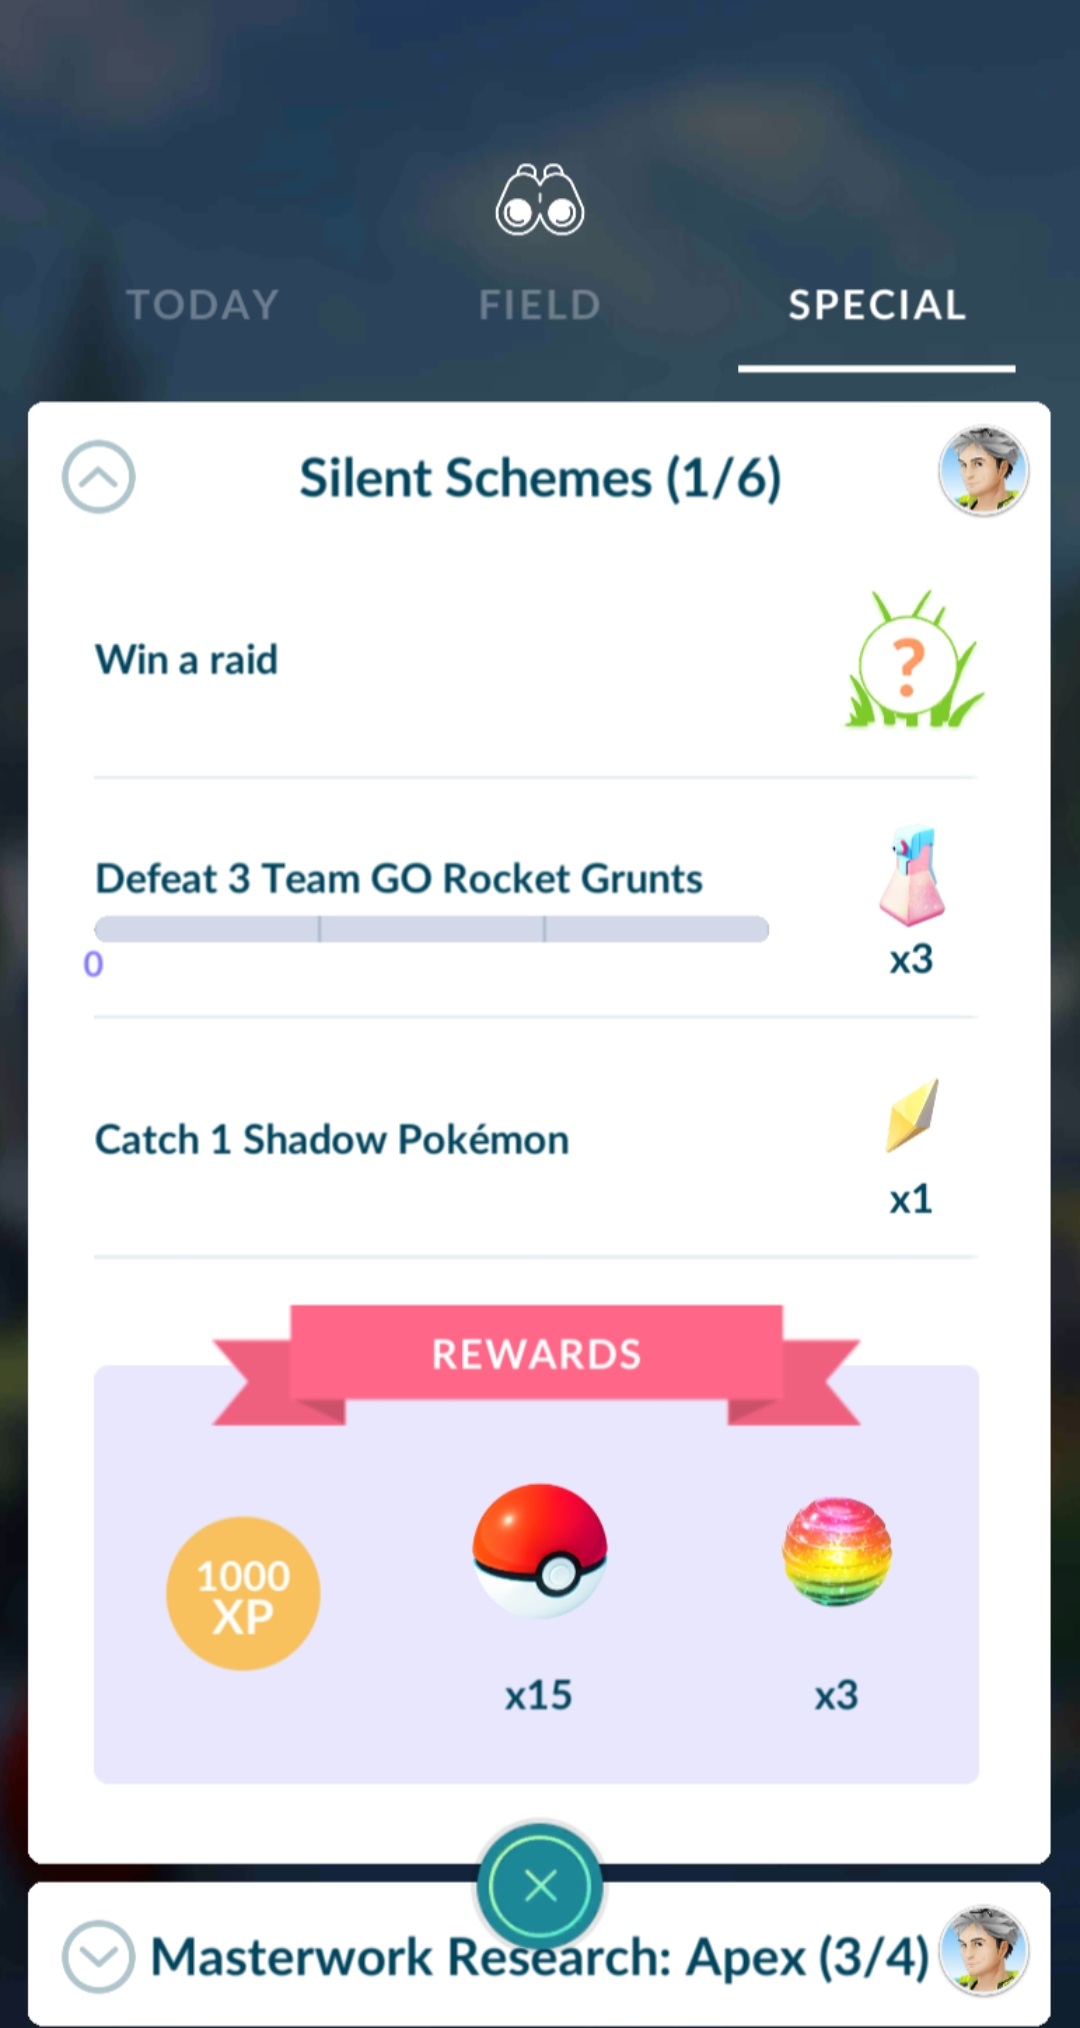 TODAY
FIELD
SPECIAL
Silent Schemes (1/6)
Win a raid
?
Defeat 3 Team GO Rocket Grunts
0
x3
Catch 1 Shadow Pokémon
x1
REWARDS
1000
XP
x15
x3
Masterwork Research: Apex (3/4)